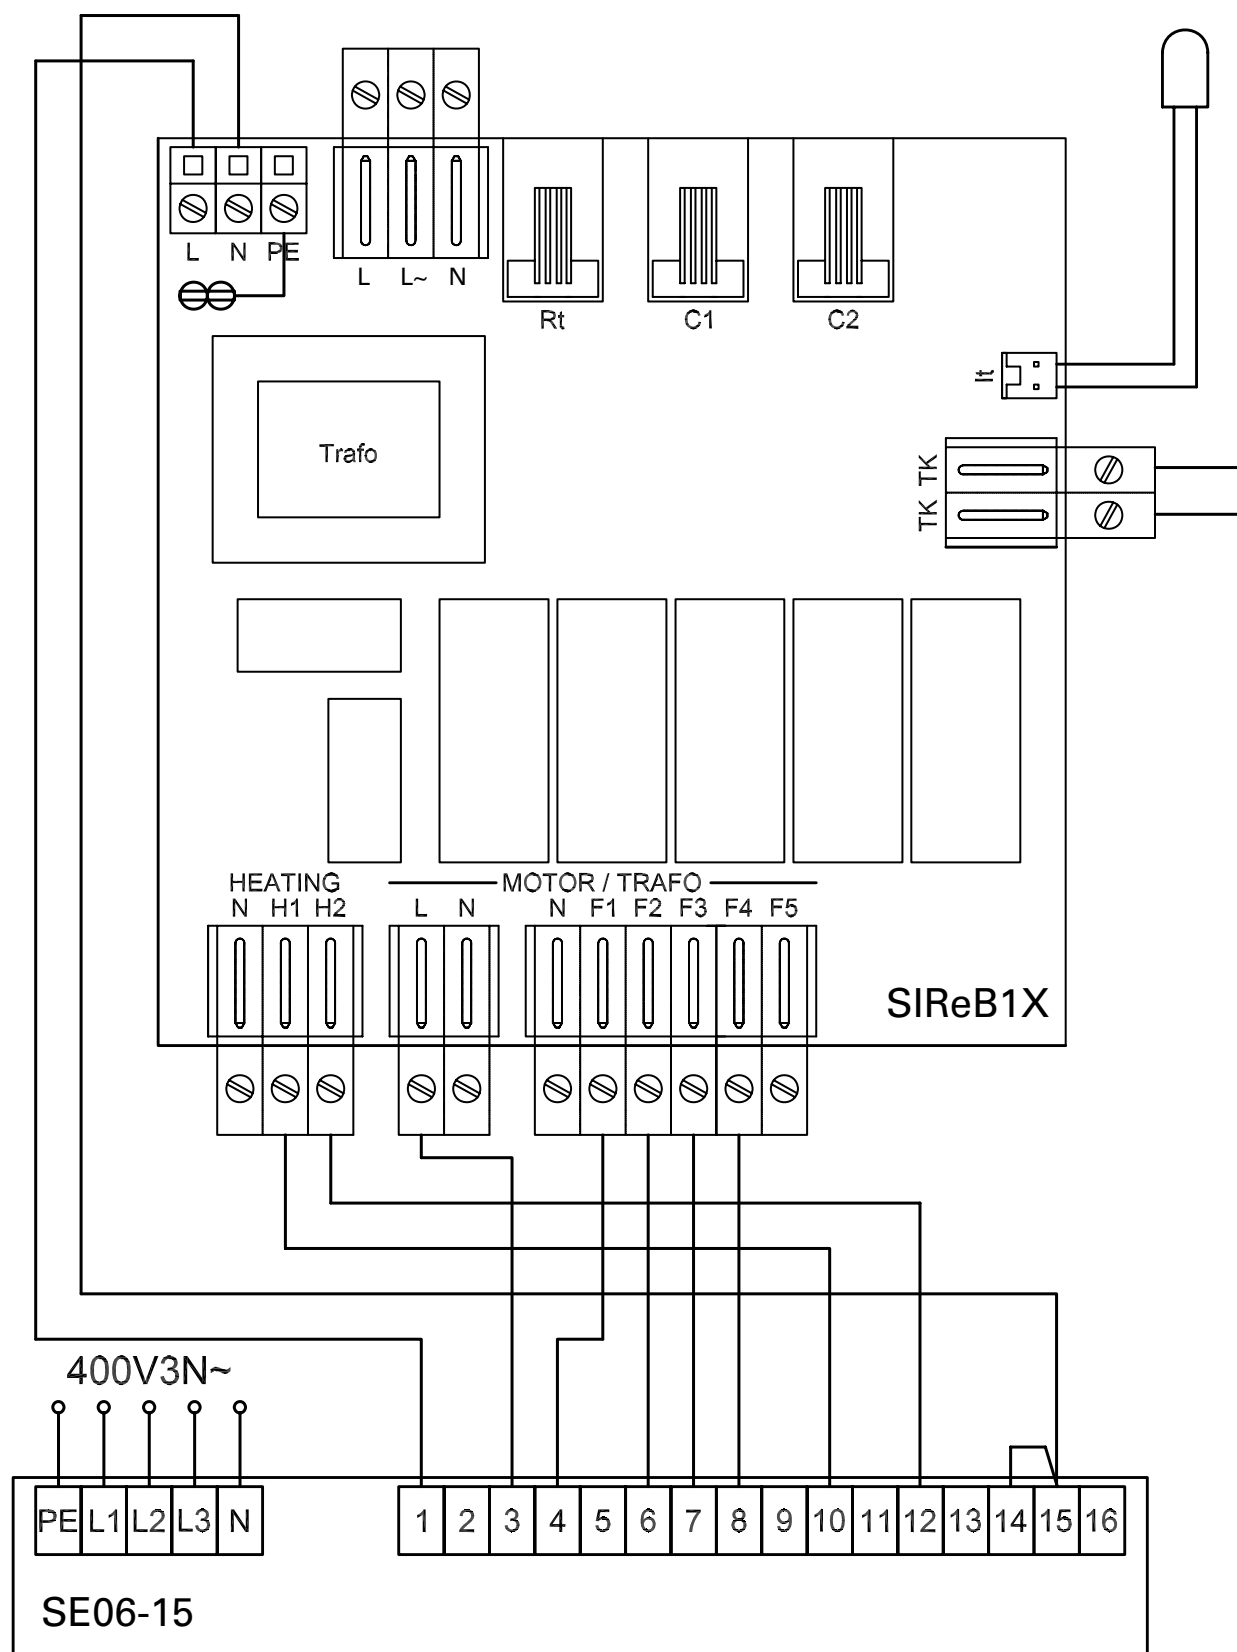 L N PE
L L~ N
Rt C1 C2
It
Trafo
TK
TK
HEATING MOTOR / TRAFO
N H1 H2 L N N F1 F2 F3 F4 F5
SIReB1X
400V3N~
PE L1 L2 L3 N 1 2 3 4 5 6 7 8 9 10 11 12 13 14 15 16
SE06-15